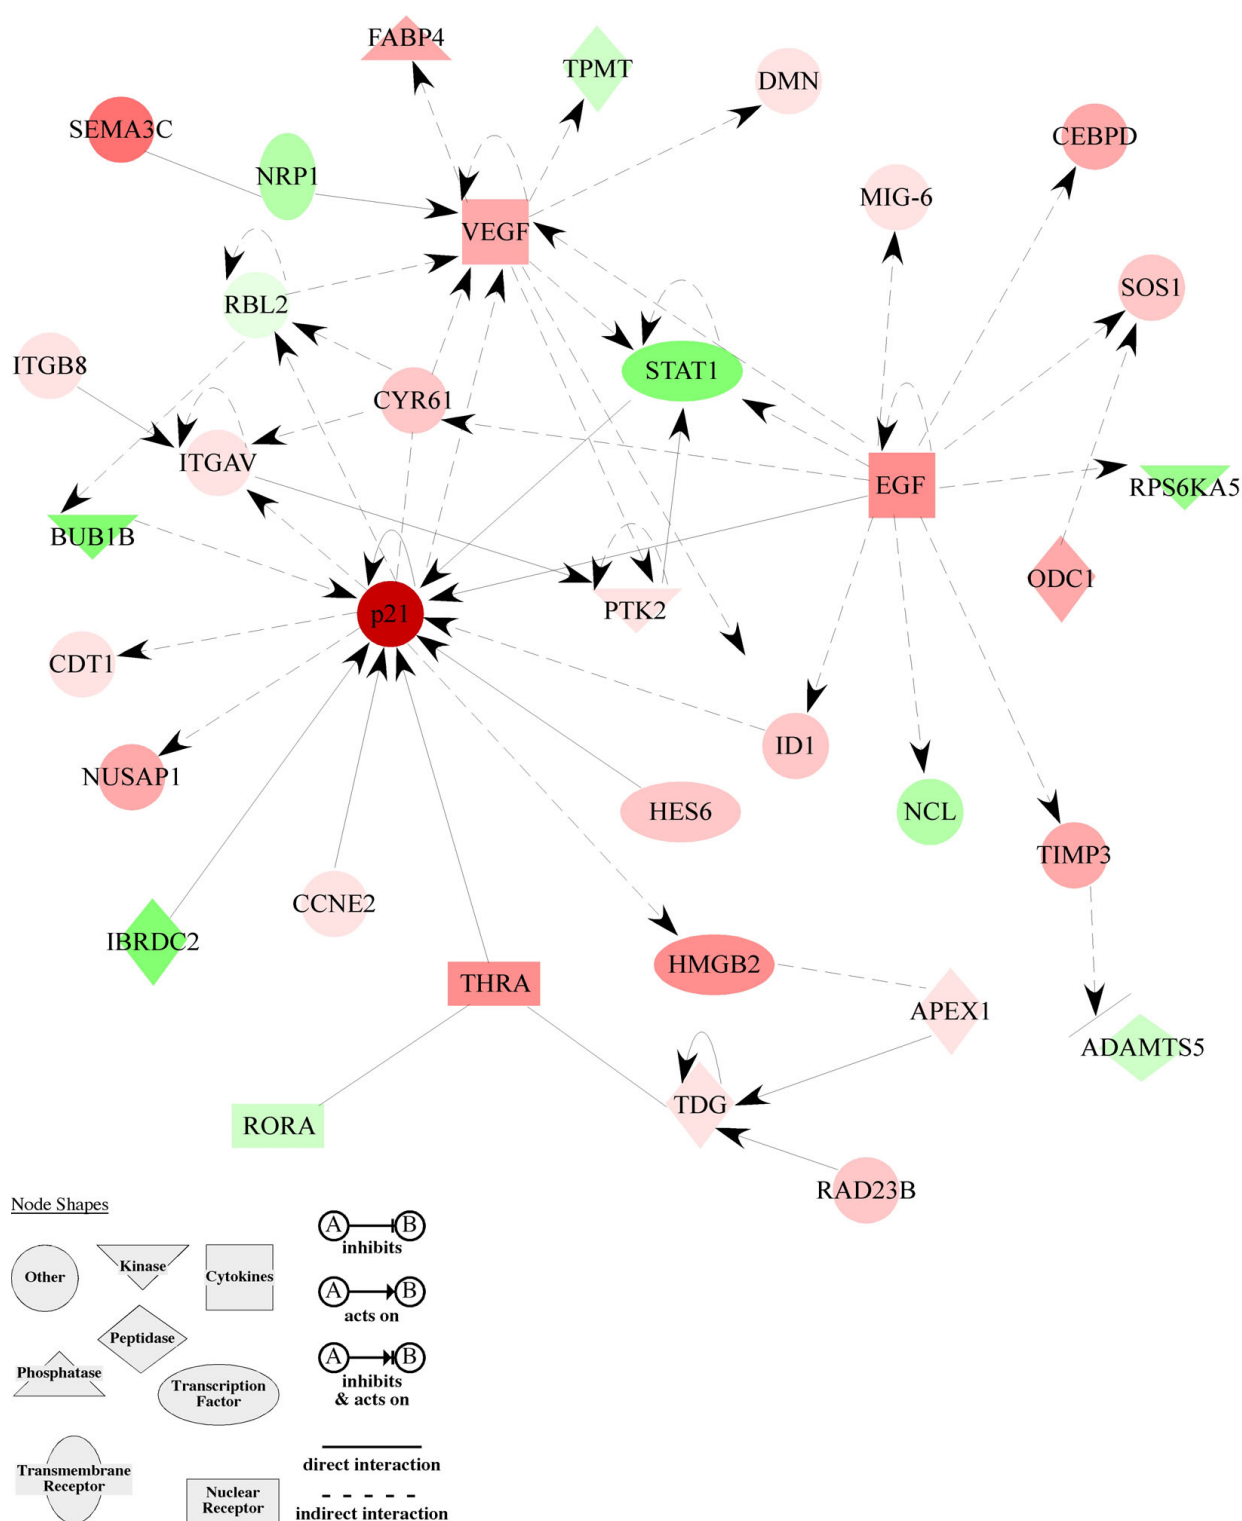 FABP4
TPMT
DMN
SEMA3C
CEBPD
NRP1
MIG-6
VEGF
SOS1
RBL2
ITGB8
STAT1
CYR61
ITGAV
EGF
RPS6KA5
BUB1B
ODC1
p21
PTK2
CDT1
ID1
NUSAP1
HES6
NCL
TIMP3
CCNE2
IBRDC2
HMGB2
THRA
APEX1
ADAMTS5
TDG
RORA
RAD23B
Node Shapes
Other
Kinase
Cytokines
Peptidase
Phosphatase
Transcription
Factor
Transmembrane
Receptor
Nuclear
Receptor
A B
inhibits
A B
acts on
A B
inhibits
& acts on
direct interaction
indirect interaction